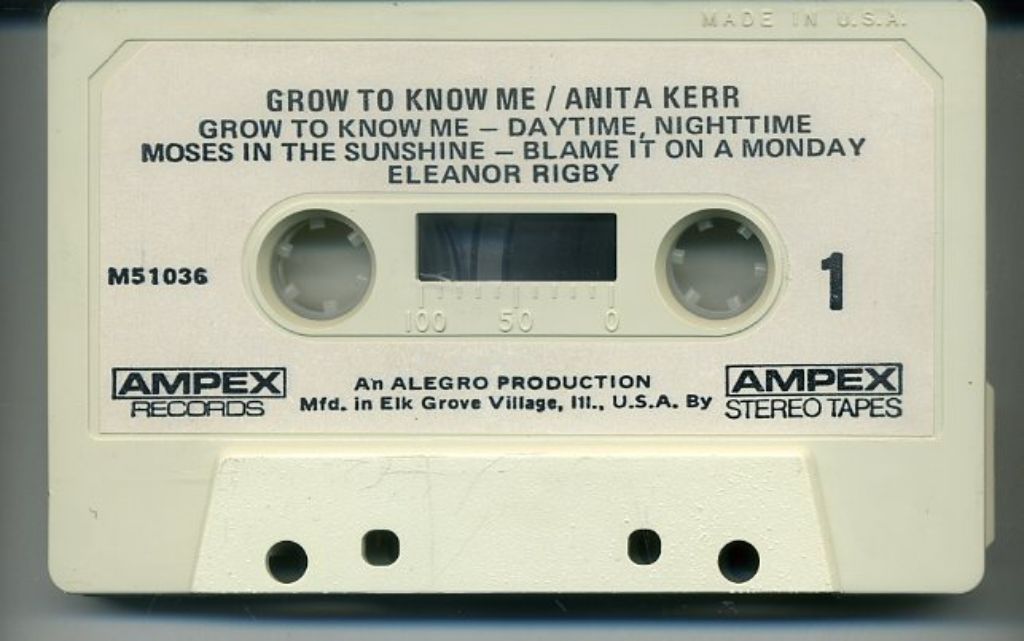 MADE IN U.S.A.
GROW TO KNOW ME / ANITA KERR
GROW TO KNOW ME – DAYTIME, NIGHTTIME
MOSES IN THE SUNSHINE – BLAME IT ON A MONDAY
ELEANOR RIGBY
M51036
1
100 50 0
AMPEX
RECORDS
An ALEGRO PRODUCTION
Mfd. in Elk Grove Village, Ill., U.S.A. By
AMPEX
STEREO TAPES